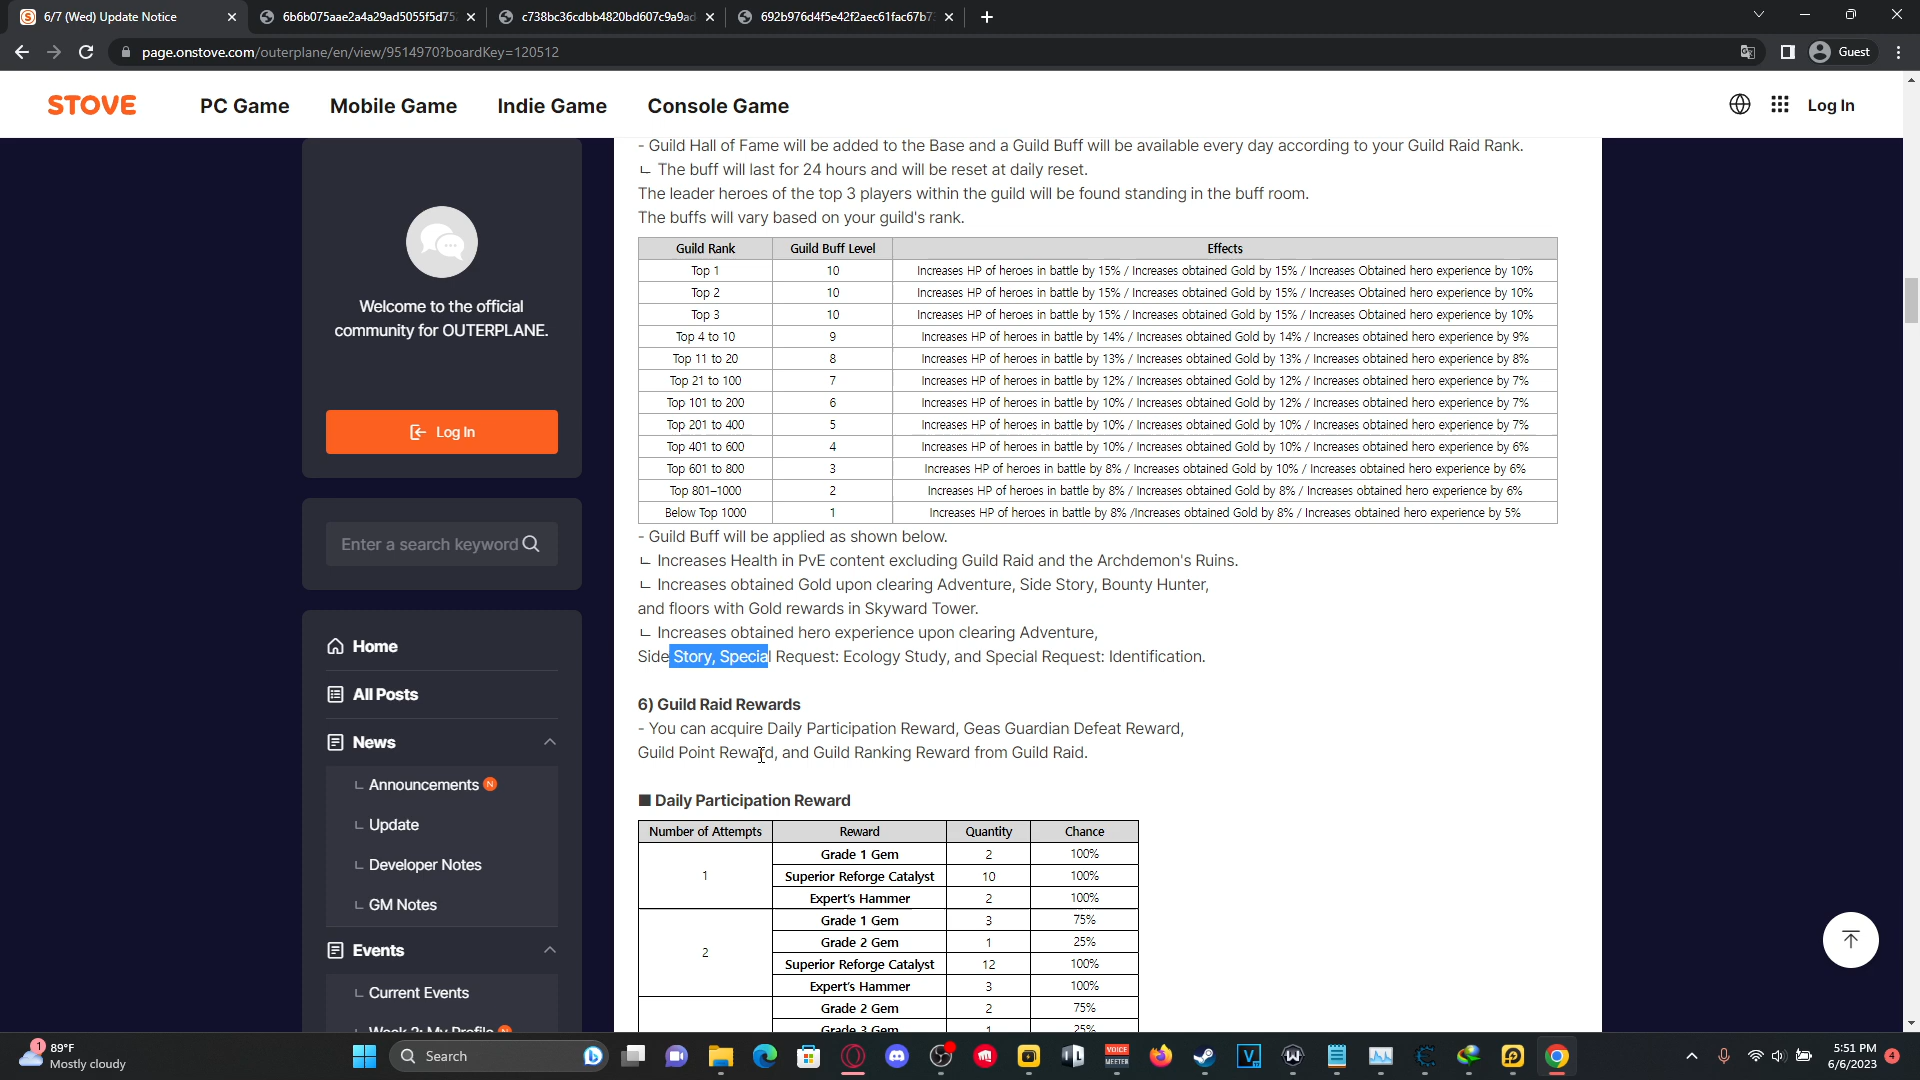 6/7 (Wed) Update Notice
6b6b075aae2a4a29ad5055f5d75
c738bc36cdbb4820bd607c9a9ad
692b976d4f5e42f2aec61fac67b7
page.onstove.com/outerplane/en/view/9514970?boardKey=120512
Guest
STOVE
PC Game
Mobile Game
Indie Game
Console Game
Log In
Welcome to the official
community for OUTERPLANE.
Log In
Enter a search keyword
Home
All Posts
News
Announcements N
Update
Developer Notes
GM Notes
Events
Current Events
Week 2: My Profile
- Guild Hall of Fame will be added to the Base and a Guild Buff will be available every day according to your Guild Raid Rank.
ㄴ The buff will last for 24 hours and will be reset at daily reset.
The leader heroes of the top 3 players within the guild will be found standing in the buff room.
The buffs will vary based on your guild's rank.
Guild Rank Guild Buff Level Effects
Top 1 10 Increases HP of heroes in battle by 15% / Increases obtained Gold by 15% / Increases Obtained hero experience by 10%
Top 2 10 Increases HP of heroes in battle by 15% / Increases obtained Gold by 15% / Increases Obtained hero experience by 10%
Top 3 10 Increases HP of heroes in battle by 15% / Increases obtained Gold by 15% / Increases Obtained hero experience by 10%
Top 4 to 10 9 Increases HP of heroes in battle by 14% / Increases obtained Gold by 14% / Increases obtained hero experience by 9%
Top 11 to 20 8 Increases HP of heroes in battle by 13% / Increases obtained Gold by 13% / Increases obtained hero experience by 8%
Top 21 to 100 7 Increases HP of heroes in battle by 12% / Increases obtained Gold by 12% / Increases obtained hero experience by 7%
Top 101 to 200 6 Increases HP of heroes in battle by 10% / Increases obtained Gold by 12% / Increases obtained hero experience by 7%
Top 201 to 400 5 Increases HP of heroes in battle by 10% / Increases obtained Gold by 10% / Increases obtained hero experience by 7%
Top 401 to 600 4 Increases HP of heroes in battle by 10% / Increases obtained Gold by 10% / Increases obtained hero experience by 6%
Top 601 to 800 3 Increases HP of heroes in battle by 8% / Increases obtained Gold by 10% / Increases obtained hero experience by 6%
Top 801–1000 2 Increases HP of heroes in battle by 8% / Increases obtained Gold by 8% / Increases obtained hero experience by 6%
Below Top 1000 1 Increases HP of heroes in battle by 8% /Increases obtained Gold by 8% / Increases obtained hero experience by 5%
- Guild Buff will be applied as shown below.
ㄴ Increases Health in PvE content excluding Guild Raid and the Archdemon's Ruins.
ㄴ Increases obtained Gold upon clearing Adventure, Side Story, Bounty Hunter,
and floors with Gold rewards in Skyward Tower.
ㄴ Increases obtained hero experience upon clearing Adventure,
Side Story, Special Request: Ecology Study, and Special Request: Identification.
6) Guild Raid Rewards
- You can acquire Daily Participation Reward, Geas Guardian Defeat Reward,
Guild Point Reward, and Guild Ranking Reward from Guild Raid.
■ Daily Participation Reward
Number of Attempts Reward Quantity Chance
1 Grade 1 Gem 2 100%
Superior Reforge Catalyst 10 100%
Expert's Hammer 2 100%
2 Grade 1 Gem 3 75%
Grade 2 Gem 1 25%
Superior Reforge Catalyst 12 100%
Expert's Hammer 3 100%
Grade 2 Gem 2 75%
Grade 3 Gem 1 25%
1 89°F
Mostly cloudy
Search
VOICE
MEETER
5:51 PM
6/6/2023
4